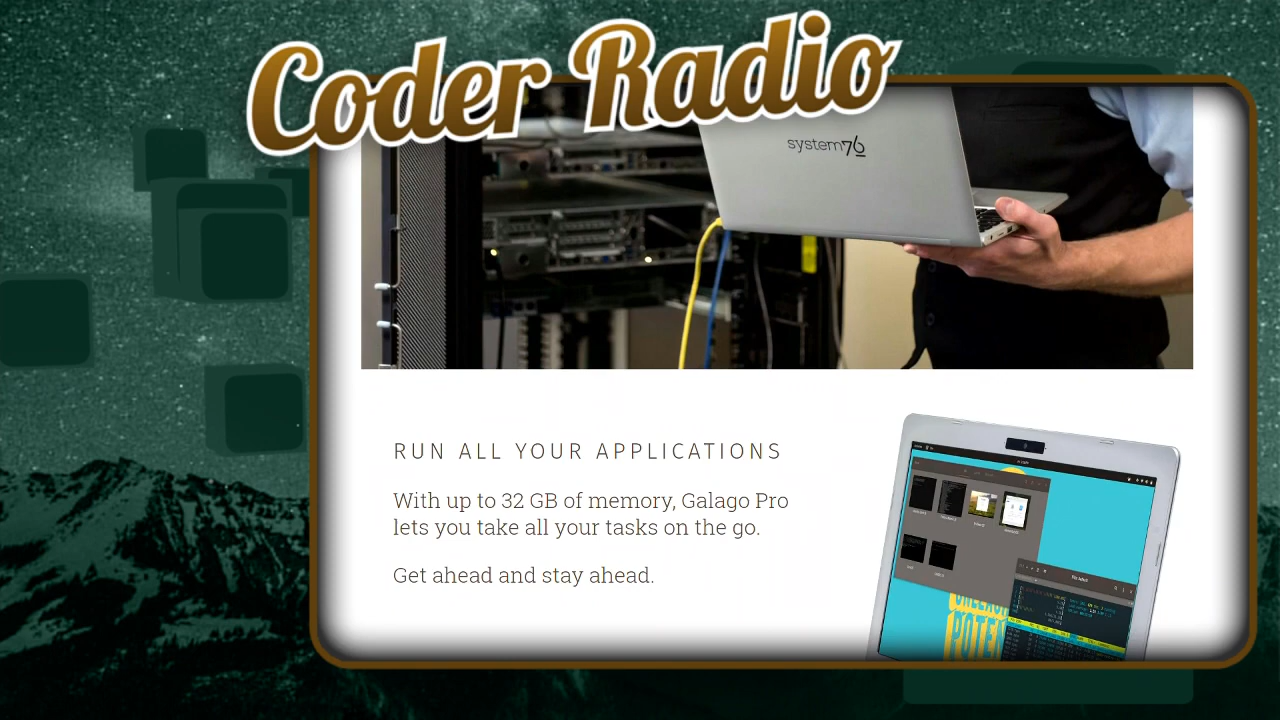 Coder Radio
system76
RUN ALL YOUR APPLICATIONS
With up to 32 GB of memory, Galago Pro
lets you take all your tasks on the go.
Get ahead and stay ahead.